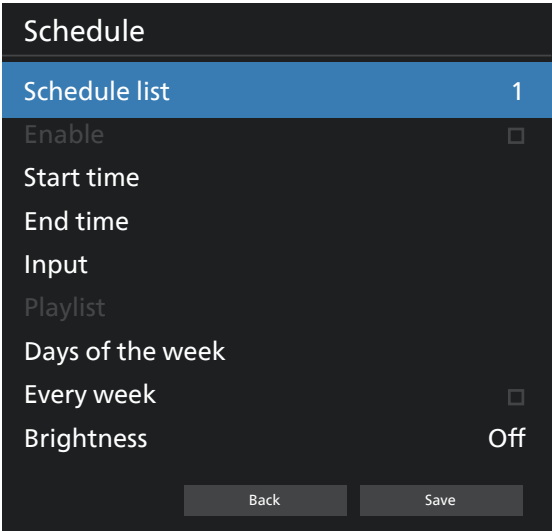 Schedule
Schedule list 1
Enable
Start time
End time
Input
Playlist
Days of the week
Every week
Brightness Off
Back Save